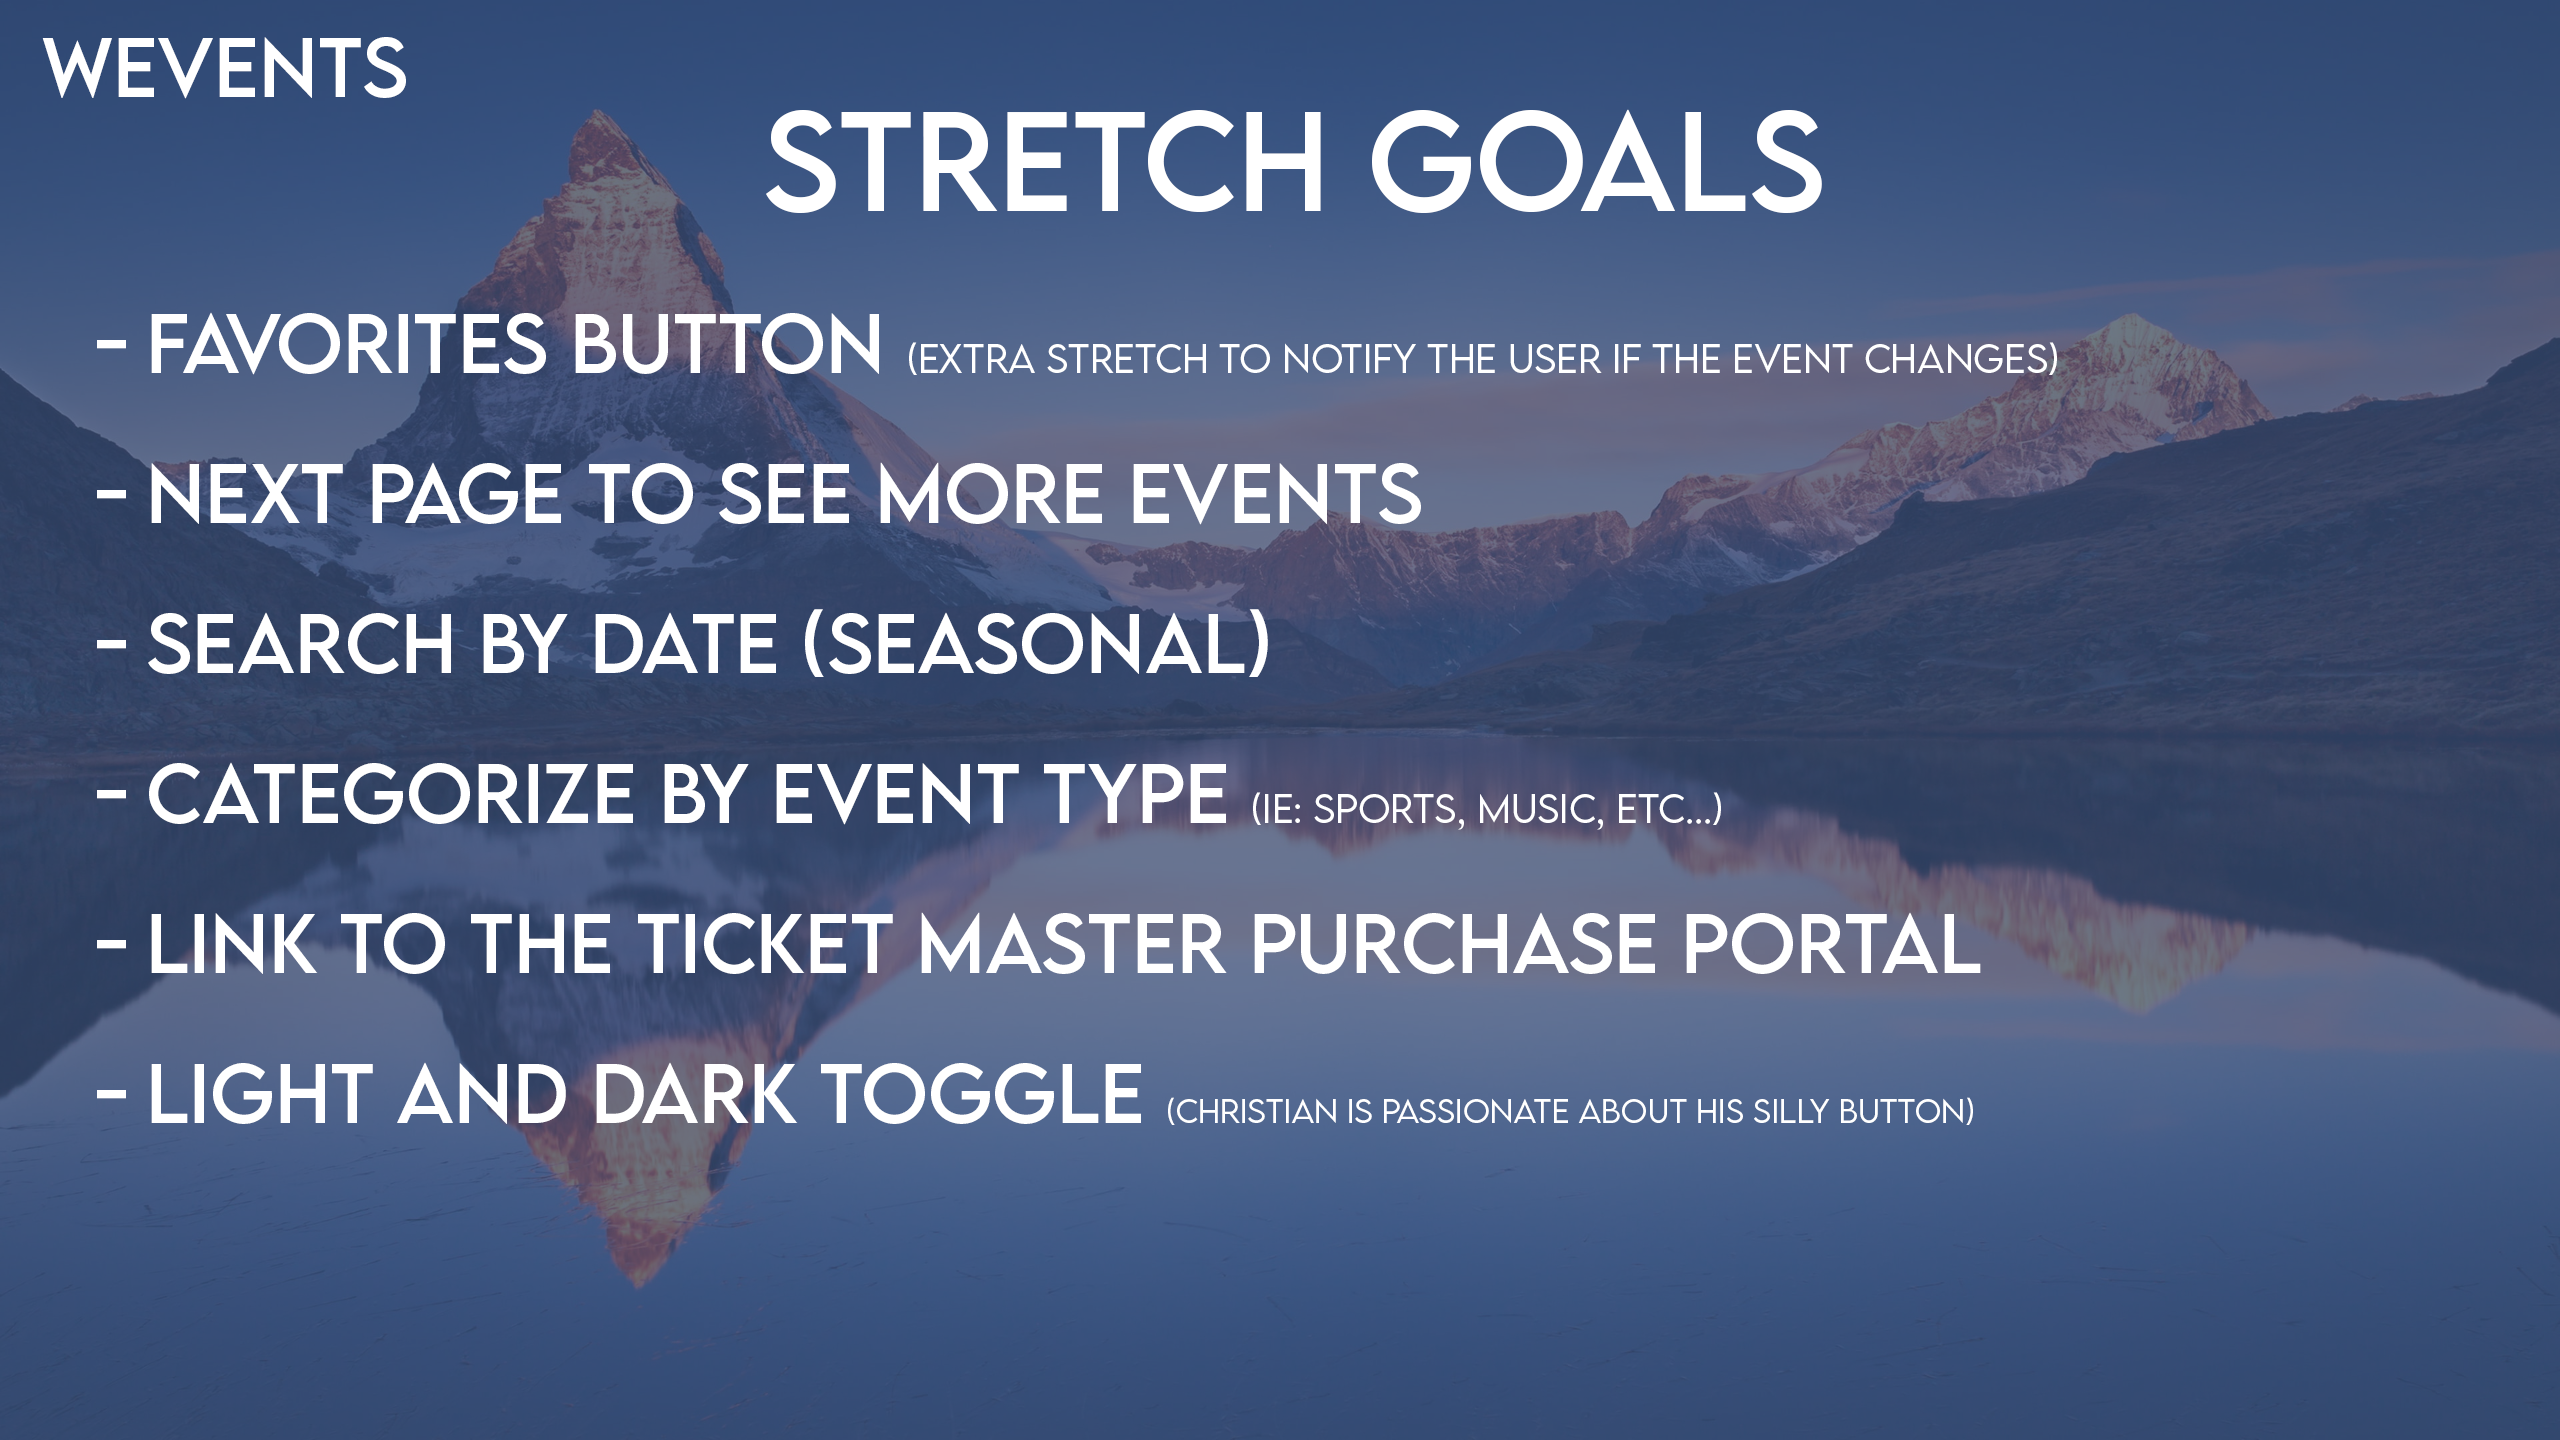 WEVENTS
STRETCH GOALS
- FAVORITES BUTTON (EXTRA STRETCH TO NOTIFY THE USER IF THE EVENT CHANGES)
- NEXT PAGE TO SEE MORE EVENTS
- SEARCH BY DATE (SEASONAL)
- CATEGORIZE BY EVENT TYPE (IE: SPORTS, MUSIC, ETC...)
- LINK TO THE TICKET MASTER PURCHASE PORTAL
- LIGHT AND DARK TOGGLE (CHRISTIAN IS PASSIONATE ABOUT HIS SILLY BUTTON)